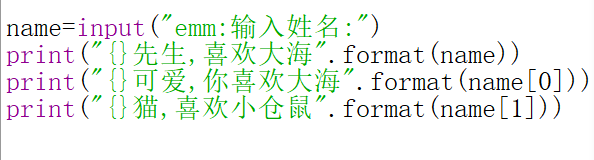 name=input("emm:输入姓名:")
print("{}先生,喜欢大海".format(name))
print("{}可爱,你喜欢大海".format(name[0]))
print("{}猫,喜欢小仓鼠".format(name[1]))